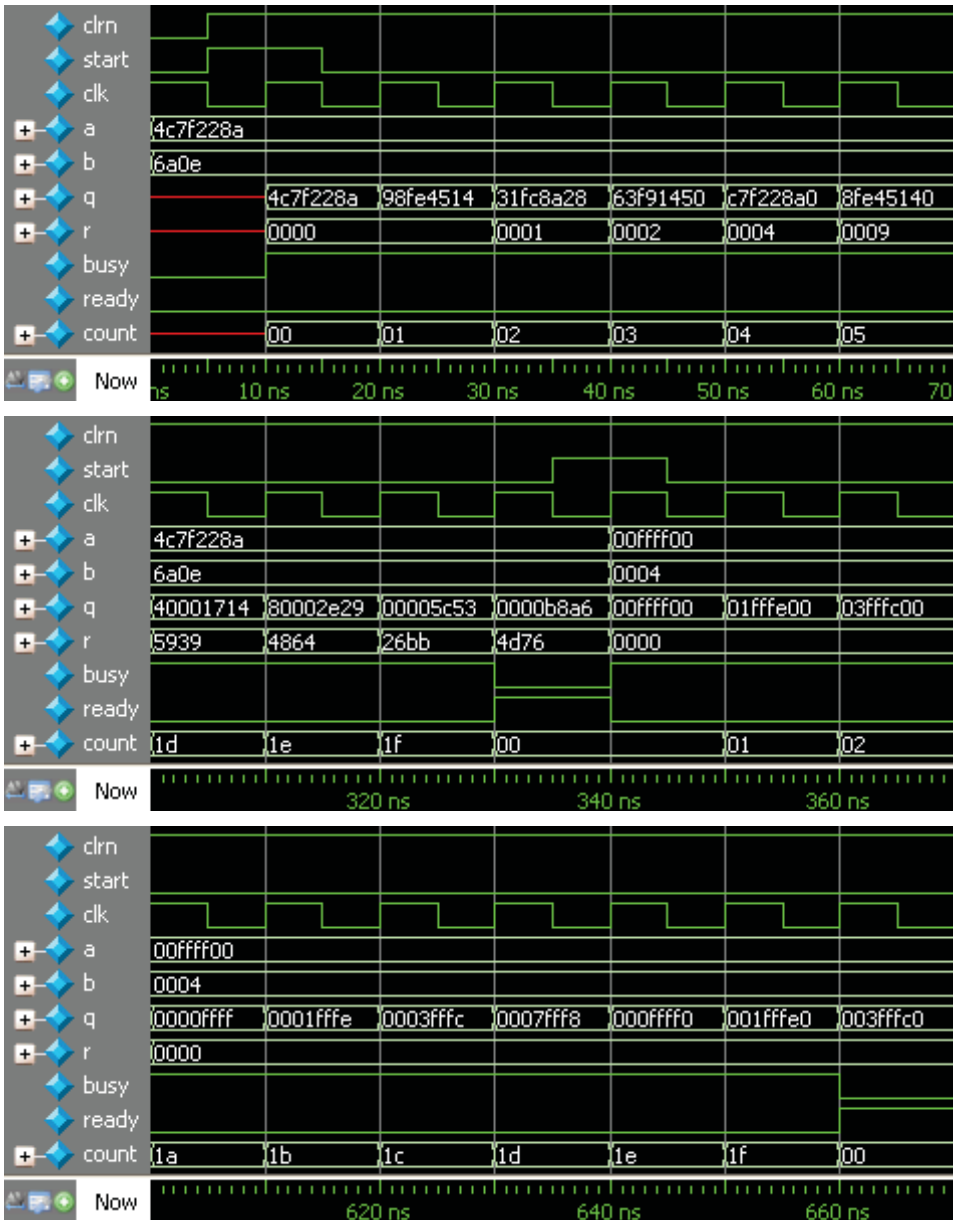 clrn
start
clk
a 4c7f228a
b 6a0e
q 4c7f228a 98fe4514 31fc8a28 63f91450 c7f228a0 8fe45140
r 0000 0001 0002 0004 0009
busy
ready
count 00 01 02 03 04 05
Now ns 10 ns 20 ns 30 ns 40 ns 50 ns 60 ns 70
clrn
start
clk
a 4c7f228a 00ffff00
b 6a0e 0004
q 40001714 80002e29 00005c53 0000b8a6 00ffff00 01fffe00 03fffc00
r 5939 4864 26bb 4d76 0000
busy
ready
count 1d 1e 1f 00 01 02
Now 320 ns 340 ns 360 ns
clrn
start
clk
a 00ffff00
b 0004
q 0000ffff 0001fffe 0003fffc 0007fff8 000ffff0 001fffe0 003fffc0
r 0000
busy
ready
count 1a 1b 1c 1d 1e 1f 00
Now 620 ns 640 ns 660 ns